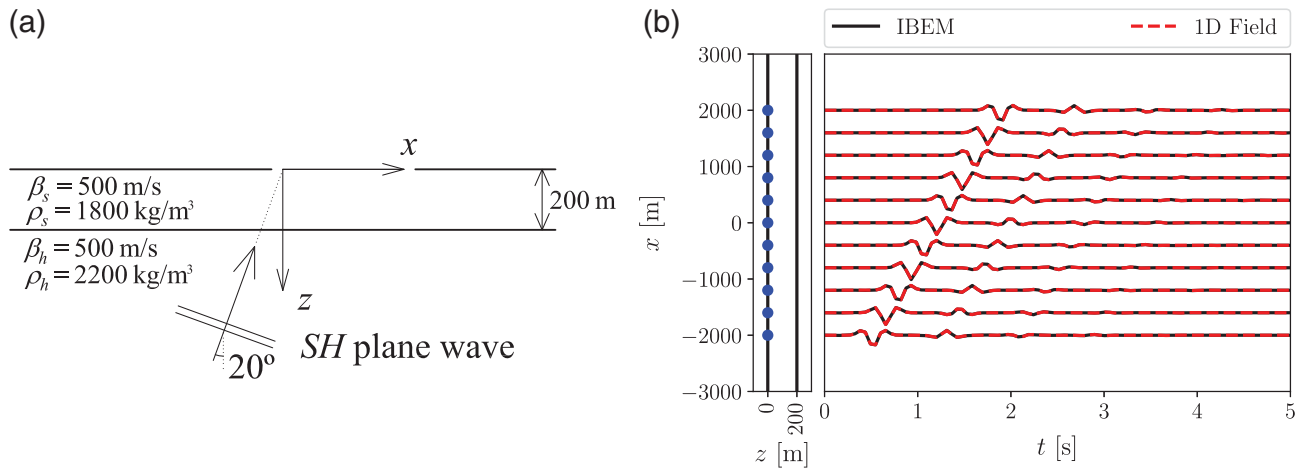 (a)
x
β_s = 500 m/s
ρ_s = 1800 kg/m³
200 m
β_h = 500 m/s
ρ_h = 2200 kg/m³
z
SH plane wave
20º
(b)
IBEM
1D Field
3000
2000
1000
0
−1000
−2000
−3000
x [m]
0
200
z [m]
0
1
2
3
4
5
t [s]